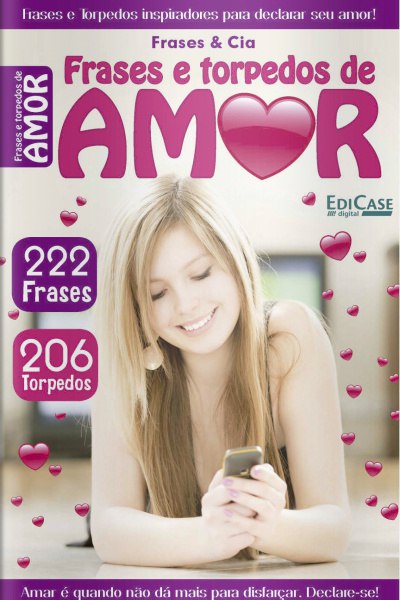 Frases e Torpedos inspiradores para declarar seu amor!
Frases & Cia
Frases e torpedos de
AMOR
Frases e torpedos de
AMOR
EDICASE
digital
222
Frases
206
Torpedos
Amar é quando não dá mais para disfarçar. Declare-se!